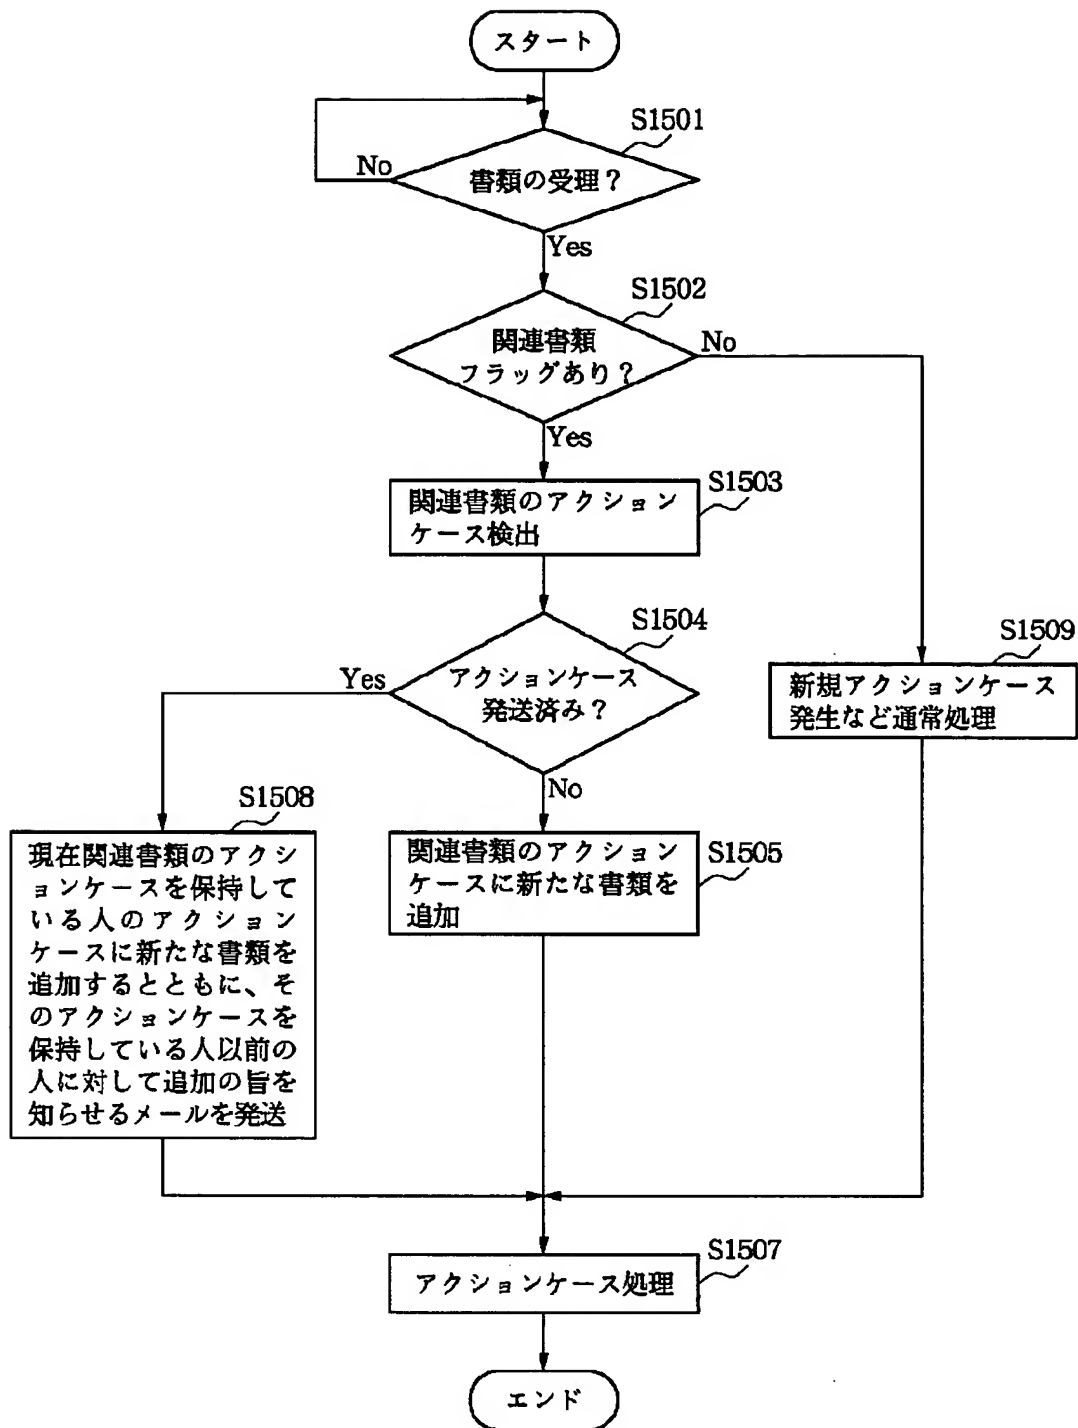 スタート
S1501
No
書類の受理?
Yes
S1502
関連書類
フラッグあり?
No
Yes
S1503
関連書類のアクション
ケース検出
S1504
Yes
アクションケース
発送済み?
No
S1509
新規アクションケース
発生など通常処理
S1508
現在関連書類のアクシ
ョンケースを保持して
いる人のアクション
ケースに新たな書類を
追加するとともに、そ
のアクションケースを
保持している人以前の
人に対して追加の旨を
知らせるメールを発送
S1505
関連書類のアクション
ケースに新たな書類を
追加
S1507
アクションケース処理
エンド